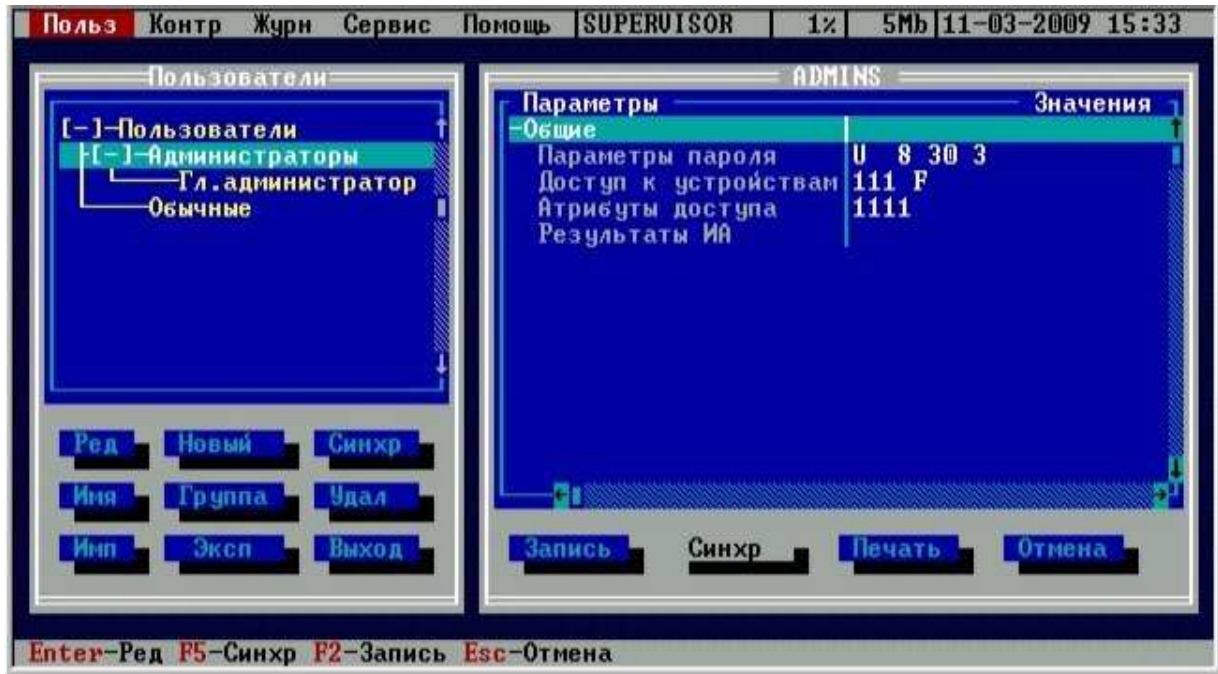 Польз Контр Журн Сервис Помощь SUPERVISOR 1% 5Mb 11-03-2009 15:33
Пользователи
[-]-Пользователи
[-]-Администраторы
Гл.администратор
Обычные
Ред Новый Синхр
Имя Группа Удал
Имп Эксп Выход
ADMINS
Параметры Значения
-Общие
Параметры пароля U 8 30 3
Доступ к устройствам 111 F
Атрибуты доступа 1111
Результаты ИА
Запись Синхр Печать Отмена
Enter-Ред F5-Синхр F2-Запись Esc-Отмена